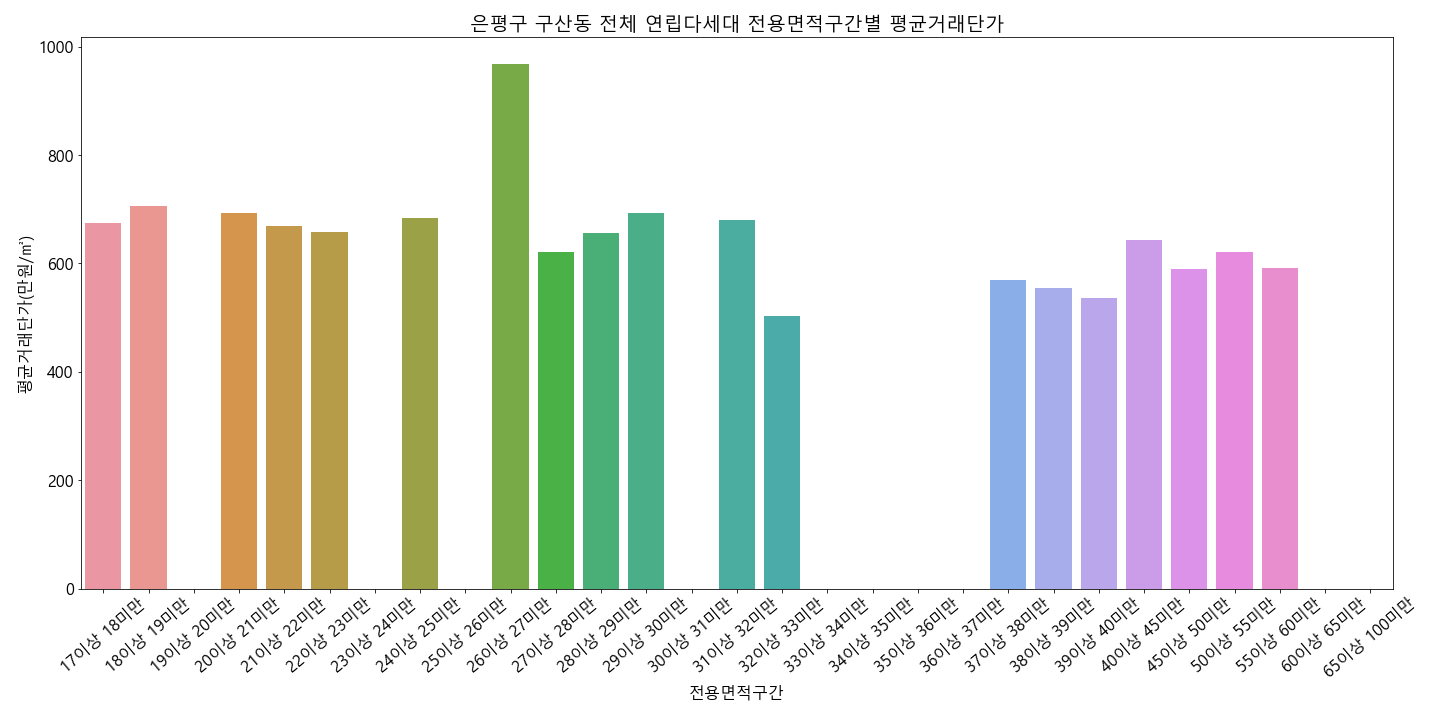 은평구 구산동 전체 연립다세대 전용면적구간별 평균거래단가
평균거래단가(만원/㎡)
1000
800
600
400
200
0
17이상 18미만
18이상 19미만
19이상 20미만
20이상 21미만
21이상 22미만
22이상 23미만
23이상 24미만
24이상 25미만
25이상 26미만
26이상 27미만
27이상 28미만
28이상 29미만
29이상 30미만
30이상 31미만
31이상 32미만
32이상 33미만
33이상 34미만
34이상 35미만
35이상 36미만
36이상 37미만
37이상 38미만
38이상 39미만
39이상 40미만
40이상 45미만
45이상 50미만
50이상 55미만
55이상 60미만
60이상 65미만
65이상 100미만
전용면적구간